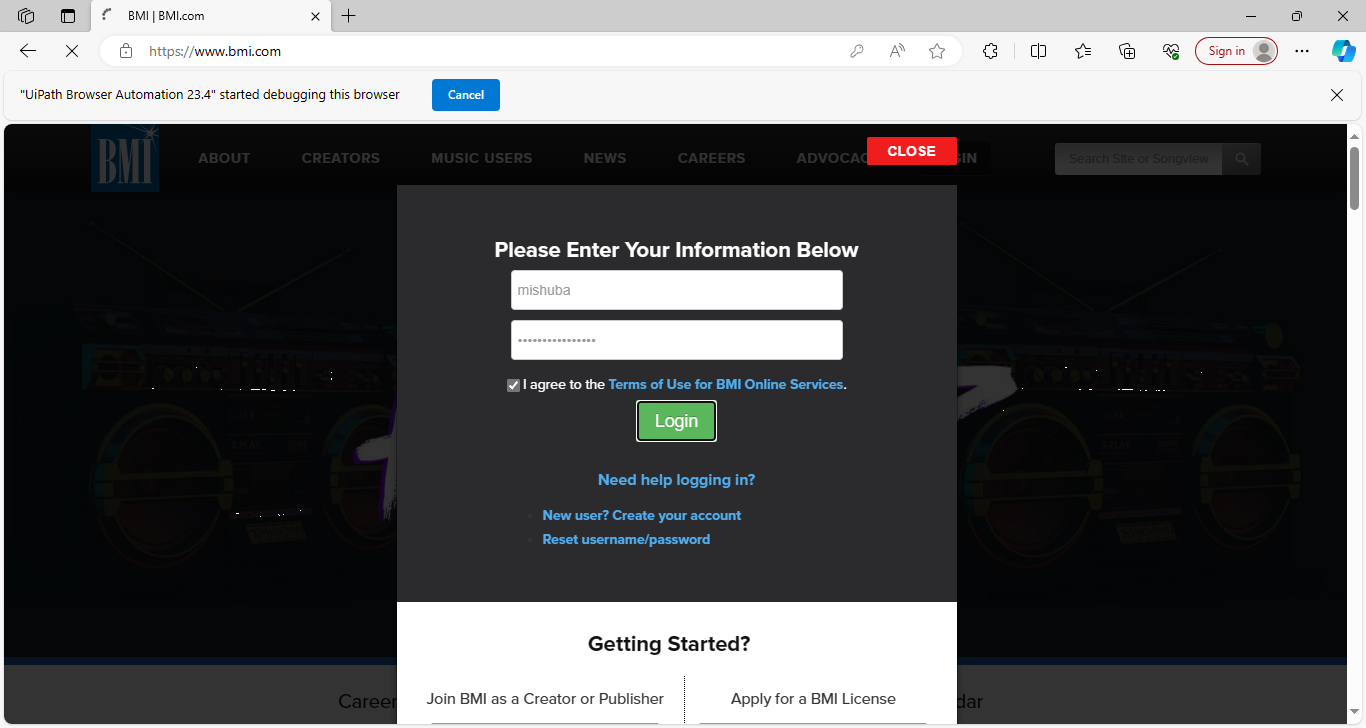 BMI | BMI.com
https://www.bmi.com
Sign in
"UiPath Browser Automation 23.4" started debugging this browser
Cancel
BMI
ABOUT
CREATORS
MUSIC USERS
NEWS
CAREERS
ADVOCAC
CLOSE
GIN
Search Site or Songview
Please Enter Your Information Below
mishuba
••••••••••••••••
I agree to the Terms of Use for BMI Online Services.
Login
Need help logging in?
New user? Create your account
Reset username/password
Getting Started?
Career
Join BMI as a Creator or Publisher
Apply for a BMI License
dar